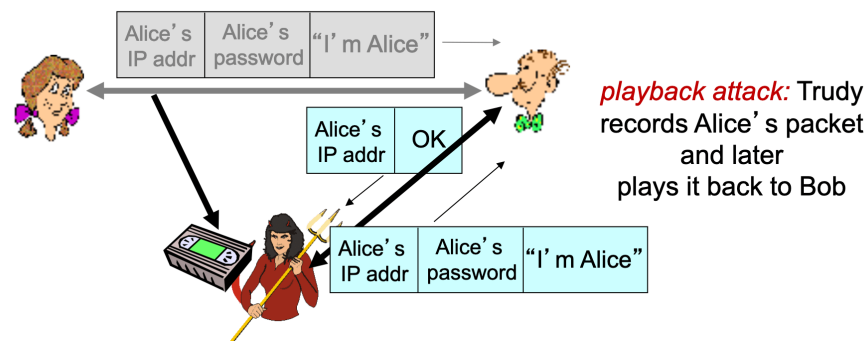 Alice’s IP addr
Alice’s password
“I’m Alice”
Alice’s IP addr
OK
playback attack: Trudy
records Alice’s packet
and later
plays it back to Bob
Alice’s IP addr
Alice’s password
“I’m Alice”